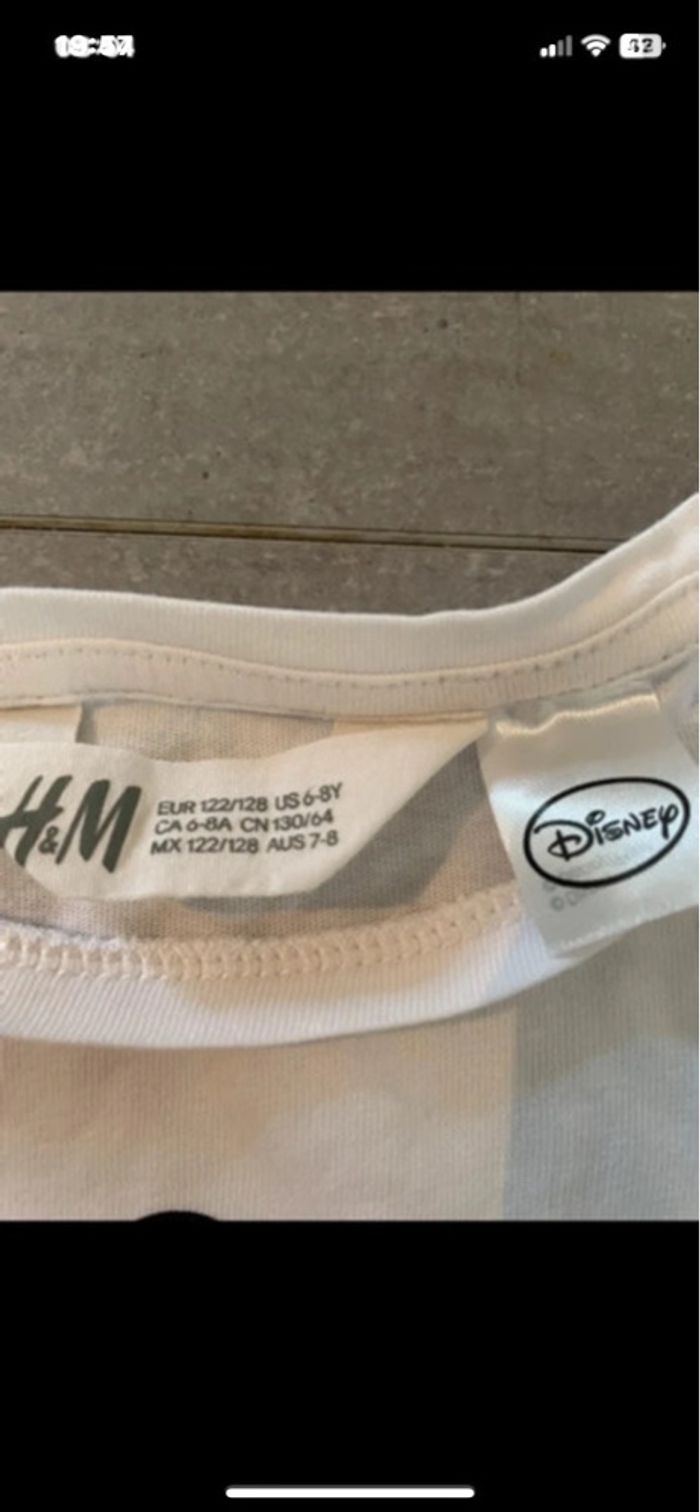 42
H&M
EUR 122/128 US 6-8Y
CA 6-8A CN 130/64
MX 122/128 AUS 7-8
DISNEY